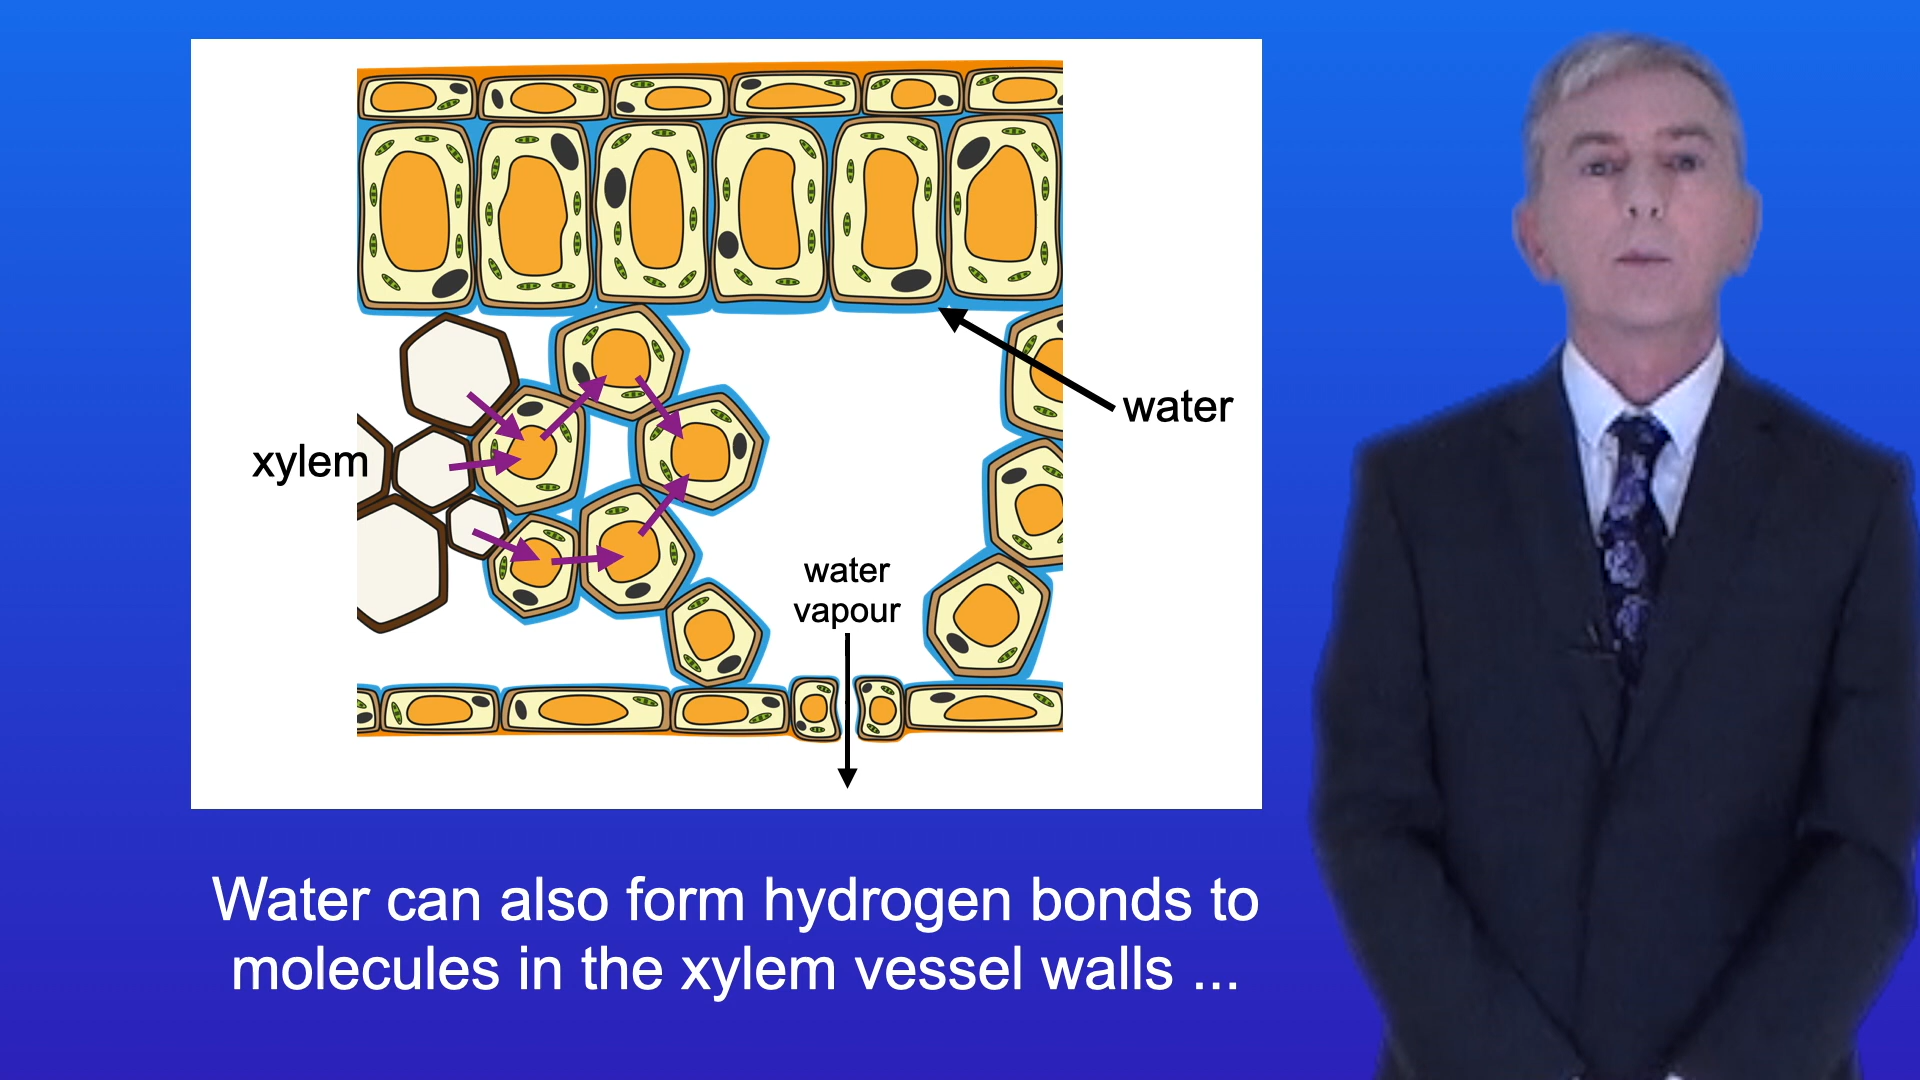 water
xylem
water
vapour
Water can also form hydrogen bonds to
molecules in the xylem vessel walls ...